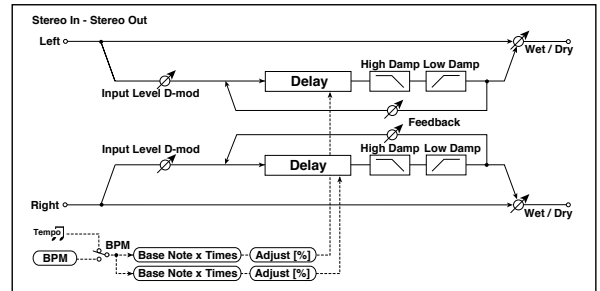 Stereo In - Stereo Out
Left
Wet / Dry
High Damp Low Damp
Input Level D-mod
Delay
Feedback
Input Level D-mod
High Damp Low Damp
Delay
Right
Wet / Dry
Tempo
BPM
BPM
Base Note x Times
Adjust [%]
Base Note x Times
Adjust [%]